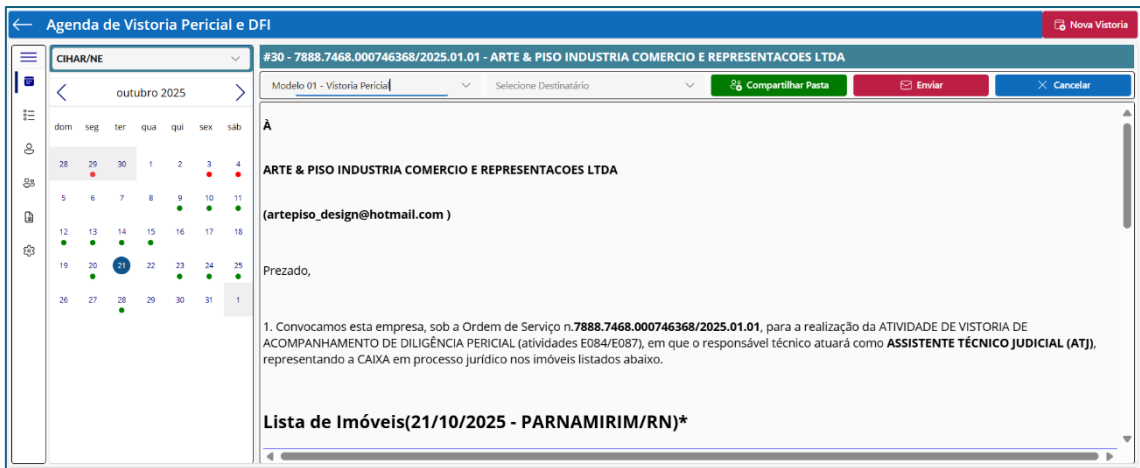 Agenda de Vistoria Pericial e DFI
Nova Vistoria
CIHAR/NE
outubro 2025
dom seg ter qua qui sex sáb
28 29 30 1 2 3 4
5 6 7 8 9 10 11
12 13 14 15 16 17 18
19 20 21 22 23 24 25
26 27 28 29 30 31 1
#30 - 7888.7468.000746368/2025.01.01 - ARTE & PISO INDUSTRIA COMERCIO E REPRESENTACOES LTDA
Modelo 01 - Vistoria Pericial
Selecione Destinatário
Compartilhar Pasta
Enviar
Cancelar
À
ARTE & PISO INDUSTRIA COMERCIO E REPRESENTACOES LTDA
(artepiso_design@hotmail.com )
Prezado,
1. Convocamos esta empresa, sob a Ordem de Serviço n.7888.7468.000746368/2025.01.01, para a realização da ATIVIDADE DE VISTORIA DE
ACOMPANHAMENTO DE DILIGÊNCIA PERICIAL (atividades E084/E087), em que o responsável técnico atuará como ASSISTENTE TÉCNICO JUDICIAL (ATJ),
representando a CAIXA em processo jurídico nos imóveis listados abaixo.
Lista de Imóveis(21/10/2025 - PARNAMIRIM/RN)*